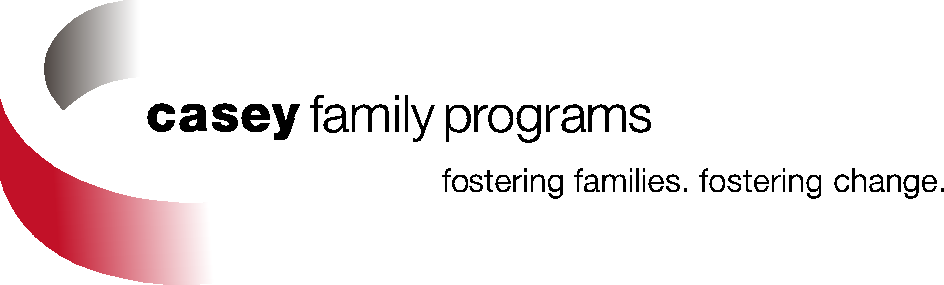 casey family programs
fostering families. fostering change.